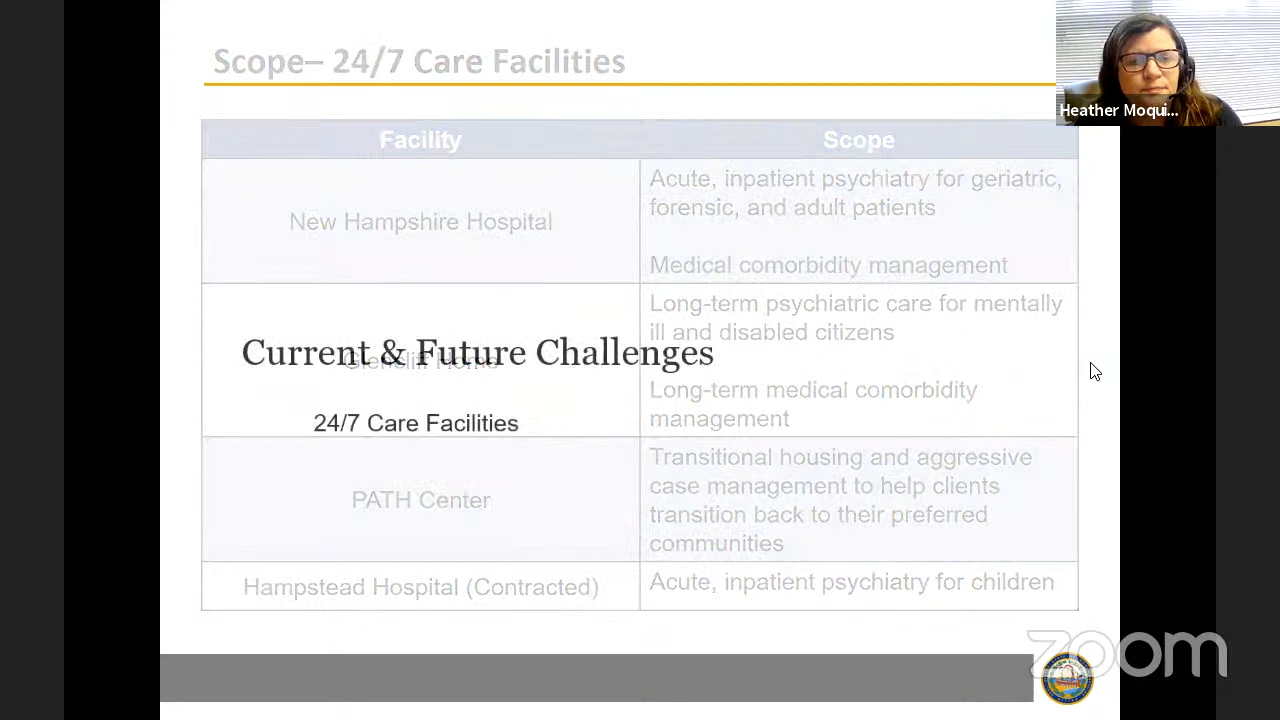 Scope– 24/7 Care Facilities
Heather Moqui...
Facility
Scope
New Hampshire Hospital
Acute, inpatient psychiatry for geriatric,
forensic, and adult patients
Medical comorbidity management
Glencliff Home
Long-term psychiatric care for mentally
ill and disabled citizens
Long-term medical comorbidity
management
Current & Future Challenges
24/7 Care Facilities
PATH Center
Transitional housing and aggressive
case management to help clients
transition back to their preferred
communities
Hampstead Hospital (Contracted)
Acute, inpatient psychiatry for children
zoom